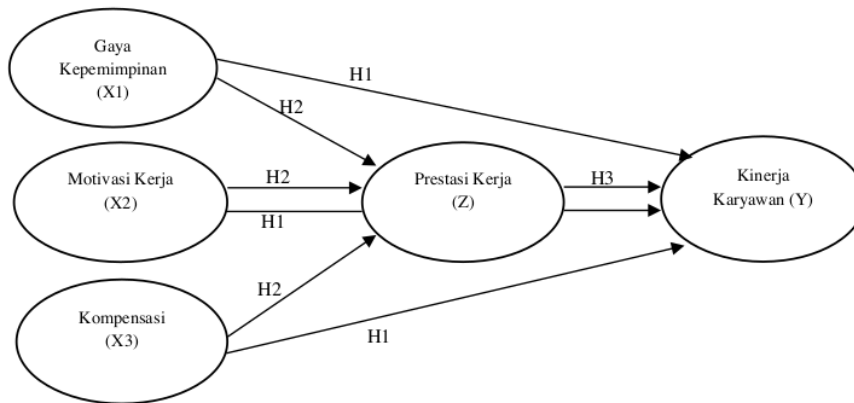 Gaya
Kepemimpinan
(X1)
H1
H2
Motivasi Kerja
(X2)
H2
H1
Prestasi Kerja
(Z)
H3
Kinerja
Karyawan (Y)
Kompensasi
(X3)
H2
H1